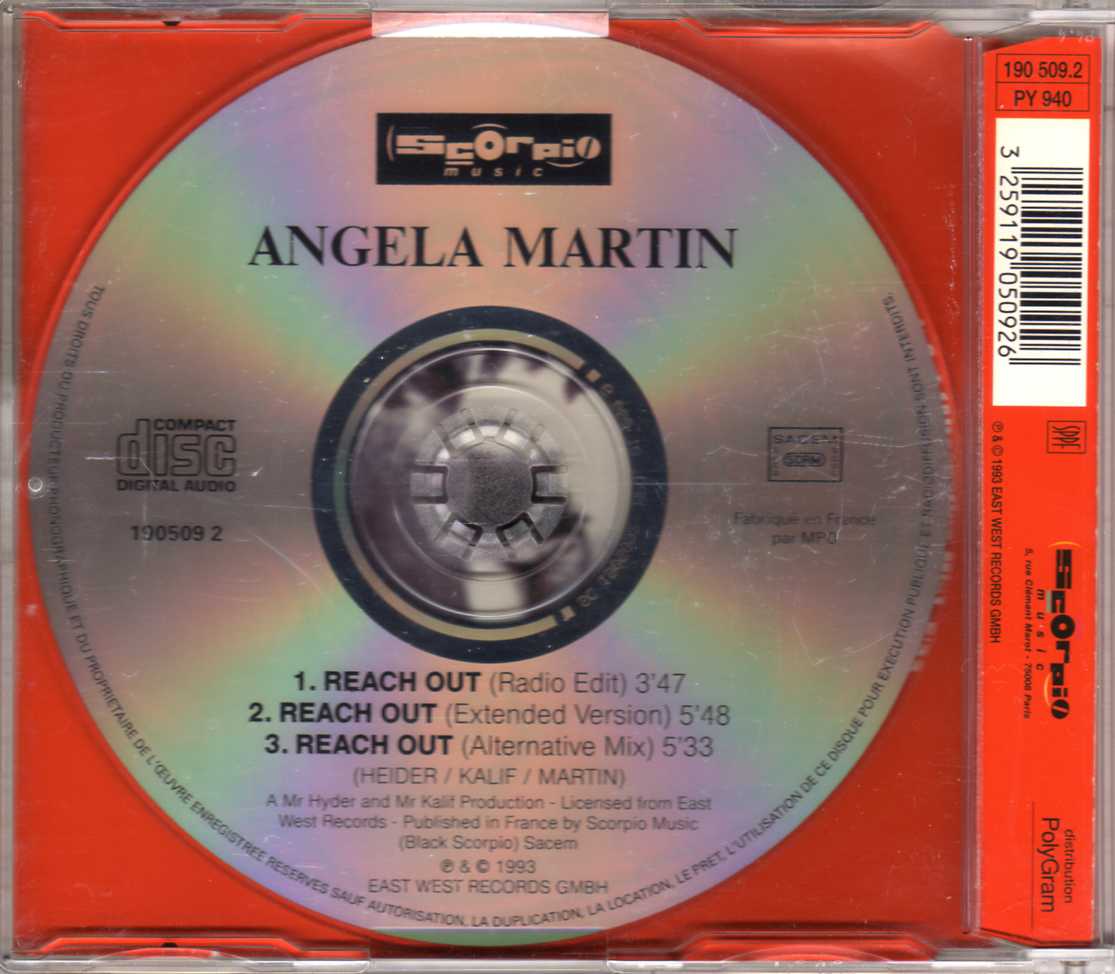 Scorpio
music
ANGELA MARTIN
COMPACT
disc
DIGITAL AUDIO
190509 2
SACEM
SDRM
Fabriqué en France
par MPO
1. REACH OUT (Radio Edit) 3'47
2. REACH OUT (Extended Version) 5'48
3. REACH OUT (Alternative Mix) 5'33
(HEIDER / KALIF / MARTIN)
A Mr Hyder and Mr Kalif Production - Licensed from East
West Records - Published in France by Scorpio Music
(Black Scorpio) Sacem
℗ & © 1993
EAST WEST RECORDS GMBH
TOUS DROITS DU PRODUCTEUR PHONOGRAPHIQUE ET DU PROPRIETAIRE DE L'ŒUVRE ENREGISTREE RESERVES SAUF AUTORISATION, LA DUPLICATION, LA LOCATION, LE PRET, L'UTILISATION DE CE DISQUE POUR EXECUTION PUBLIQUE ET RADIODIFFUSION SONT INTERDITS.
190 509.2
PY 940
3 259119 050926
SPPF
℗ & © 1993 EAST WEST RECORDS GMBH
Scorpio
music
5, rue Clément Marot - 75008 Paris
distribution
PolyGram